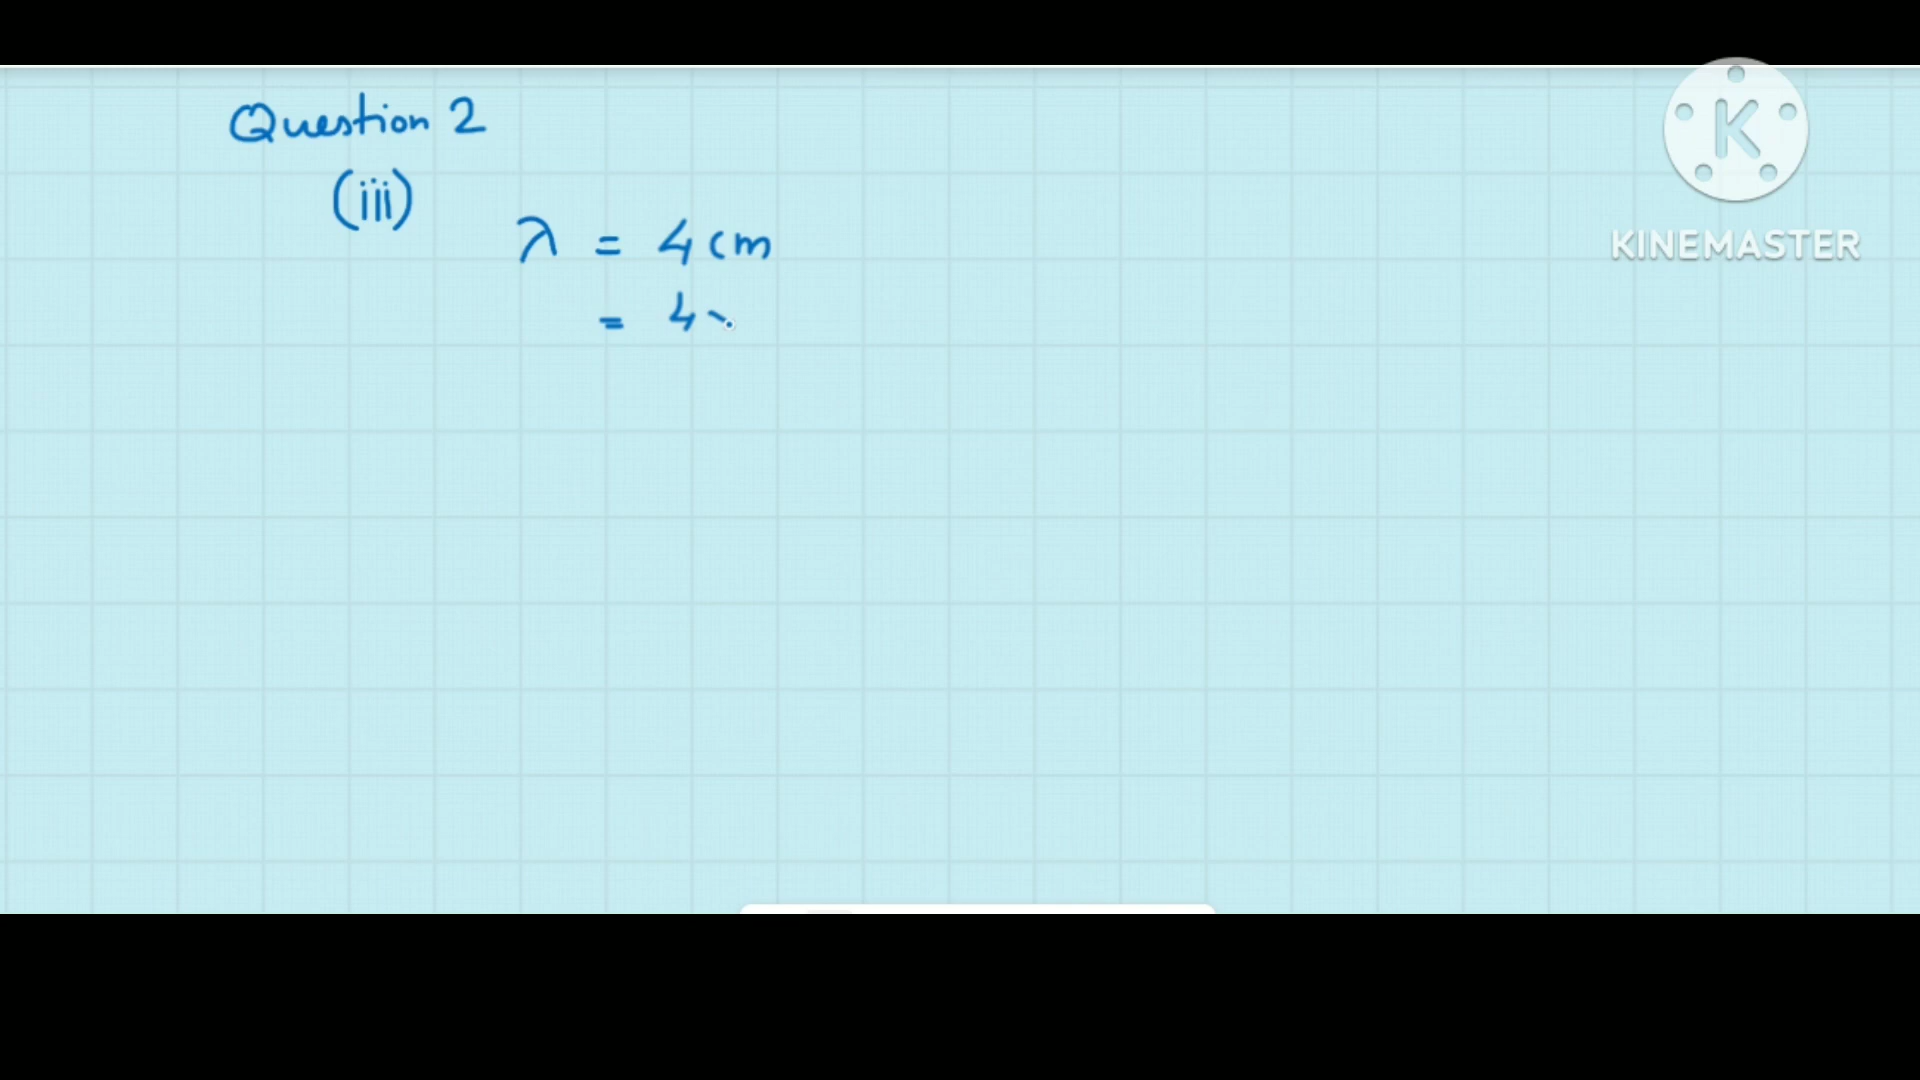 Question 2
(iii)
λ = 4 cm
= 4
K
KINEMASTER